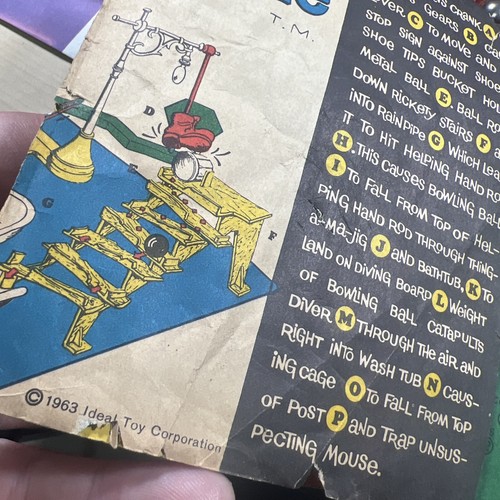 T.M.
CRANK
GEARS B
C TO MOVE AND
STOP SIGN AGAINST SHOE
SHOE TIPS BUCKET
METAL BALL E. BALL
DOWN RICKETY STAIRS F
INTO RAINPIPE G WHICH LEA
IT TO HIT HELPING HAND RO
H. THIS CAUSES BOWLING BALL
I TO FALL FROM TOP OF HEL-
PING HAND ROD THROUGH THING-
A-MA-JIG J AND BATHTUB, K TO
LAND ON DIVING BOARD L WEIGHT
OF BOWLING BALL CATAPULTS
DIVER M THROUGH THE AIR AND
RIGHT INTO WASH TUB N CAUS-
ING CAGE O TO FALL FROM TOP
OF POST P AND TRAP UNSUS-
PECTING MOUSE.
D
E
F
G
© 1963 Ideal Toy Corporation